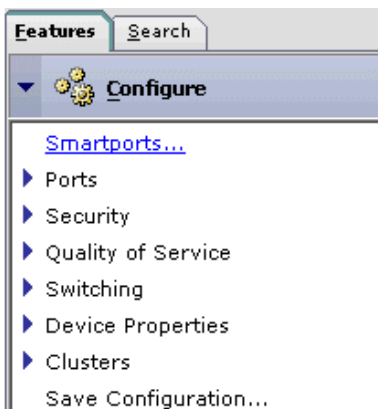 Features Search
Configure
Smartports...
Ports
Security
Quality of Service
Switching
Device Properties
Clusters
Save Configuration...